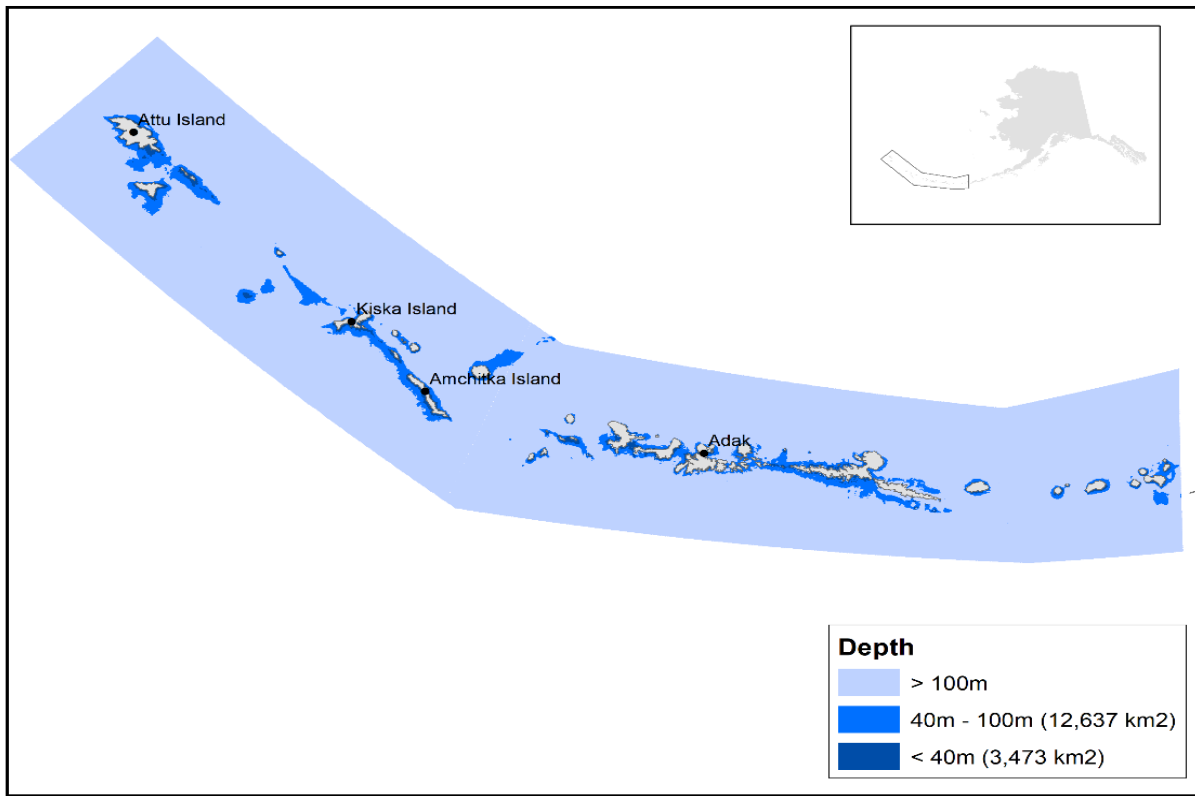 Attu Island
Kiska Island
Amchitka Island
Adak
Depth
> 100m
40m - 100m (12,637 km2)
< 40m (3,473 km2)